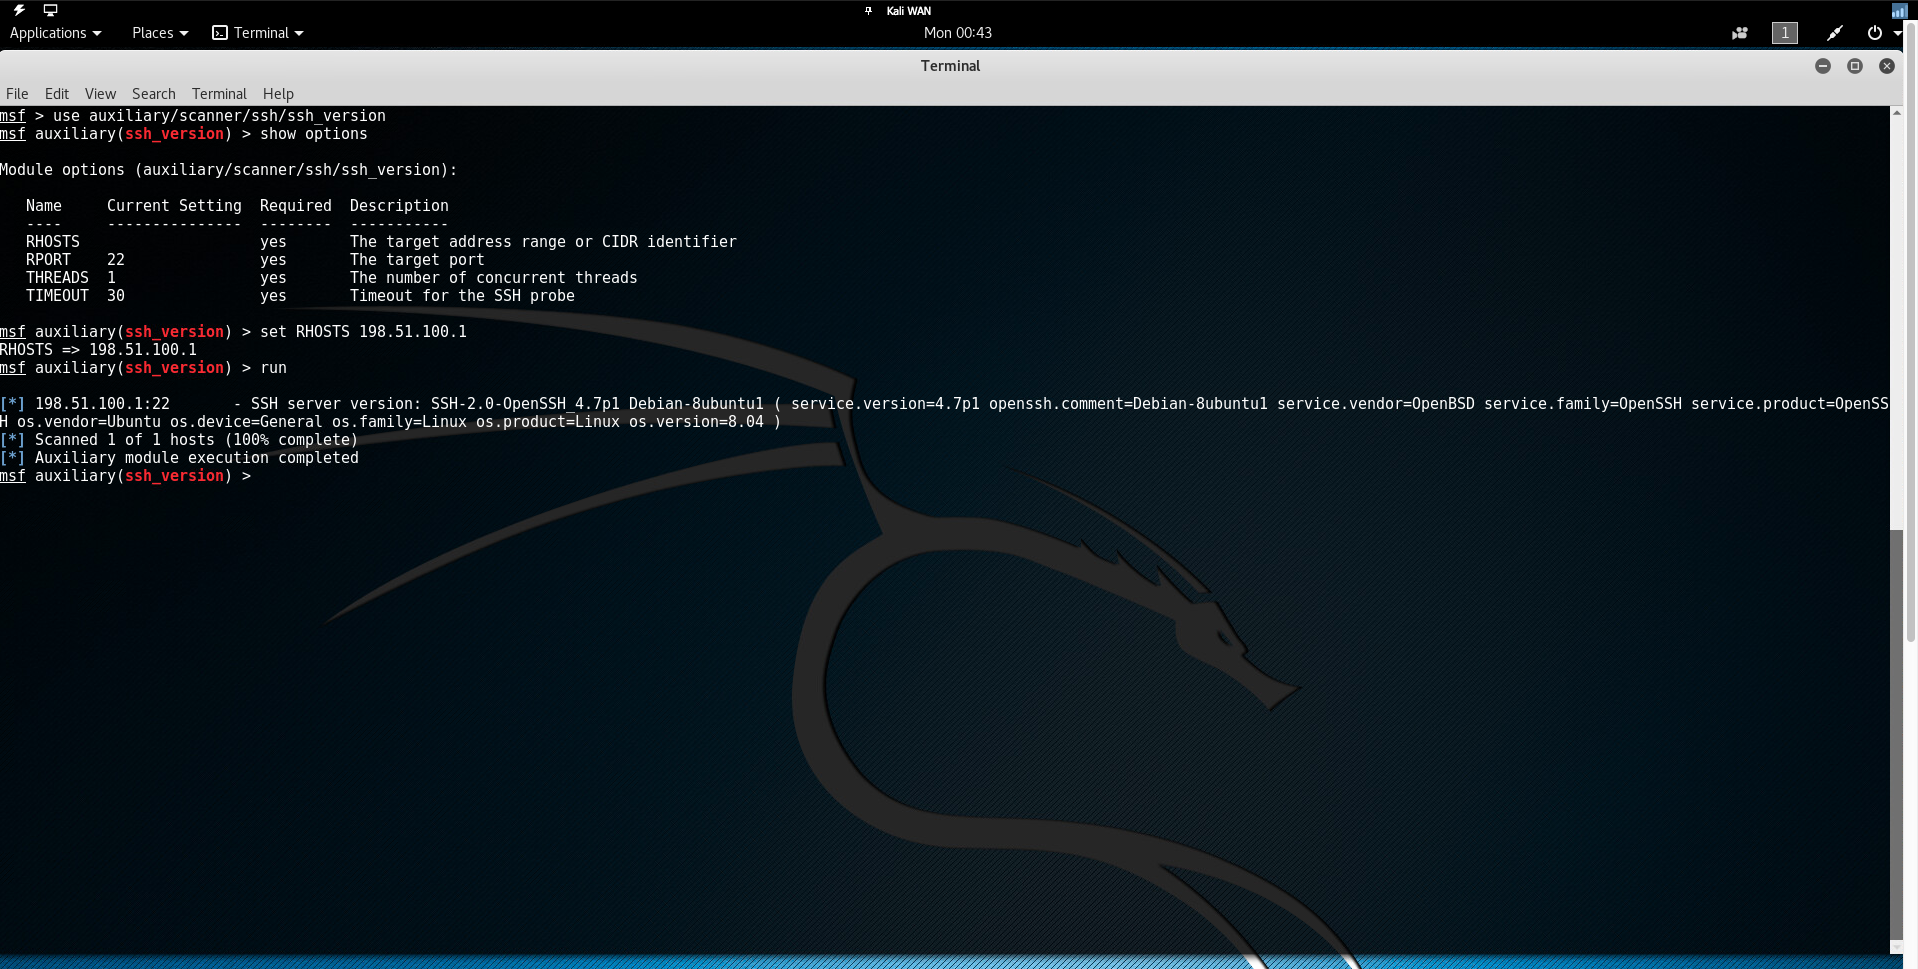 Kali WAN
Applications Places Terminal Mon 00:43 1
Terminal
File Edit View Search Terminal Help
msf > use auxiliary/scanner/ssh/ssh_version
msf auxiliary(ssh_version) > show options
Module options (auxiliary/scanner/ssh/ssh_version):
   Name     Current Setting  Required  Description
   ----     ---------------  --------  -----------
   RHOSTS                    yes       The target address range or CIDR identifier
   RPORT    22               yes       The target port
   THREADS  1                yes       The number of concurrent threads
   TIMEOUT  30               yes       Timeout for the SSH probe
msf auxiliary(ssh_version) > set RHOSTS 198.51.100.1
RHOSTS => 198.51.100.1
msf auxiliary(ssh_version) > run
[*] 198.51.100.1:22       - SSH server version: SSH-2.0-OpenSSH_4.7p1 Debian-8ubuntu1 ( service.version=4.7p1 openssh.comment=Debian-8ubuntu1 service.vendor=OpenBSD service.family=OpenSSH service.product=OpenSS
H os.vendor=Ubuntu os.device=General os.family=Linux os.product=Linux os.version=8.04 )
[*] Scanned 1 of 1 hosts (100% complete)
[*] Auxiliary module execution completed
msf auxiliary(ssh_version) >